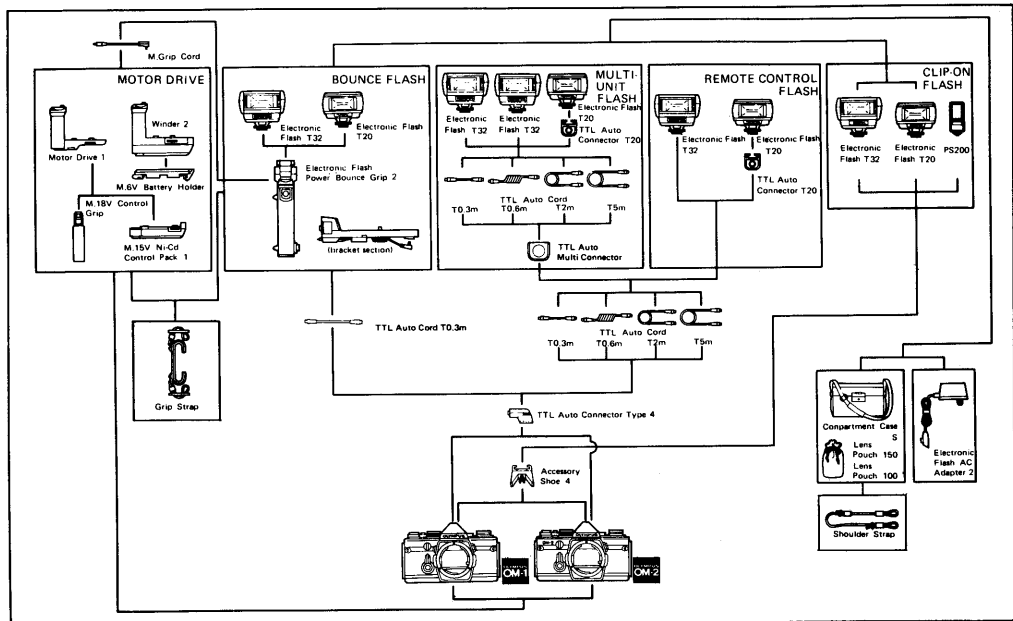 M.Grip Cord
MOTOR DRIVE
Motor Drive 1
Winder 2
M.6V Battery Holder
M.18V Control
Grip
M.15V Ni-Cd
Control Pack 1
Grip Strap
BOUNCE FLASH
Electronic
Flash T32
Electronic Flash
T20
Electronic Flash
Power Bounce Grip 2
(bracket section)
TTL Auto Cord T0.3m
MULTI-
UNIT
FLASH
Electronic
Flash T32
Electronic
Flash T32
Electronic Flash
T20
TTL Auto
Connector T20
TTL Auto Cord
T0.3m
T0.6m
T2m
T5m
TTL Auto
Multi Connector
REMOTE CONTROL
FLASH
Electronic Flash
T32
Electronic Flash
T20
TTL Auto
Connector T20
TTL Auto Cord
T0.3m
T0.6m
T2m
T5m
CLIP-ON
FLASH
Electronic
Flash T32
Electronic
Flash T20
PS200
TTL Auto Connector Type 4
Accessory
Shoe 4
OLYMPUS
OM-1
OLYMPUS
OM-2
Conpartment Case
S
Lens
Pouch 150
Lens
Pouch 100
Shoulder Strap
Electronic
Flash AC
Adapter 2